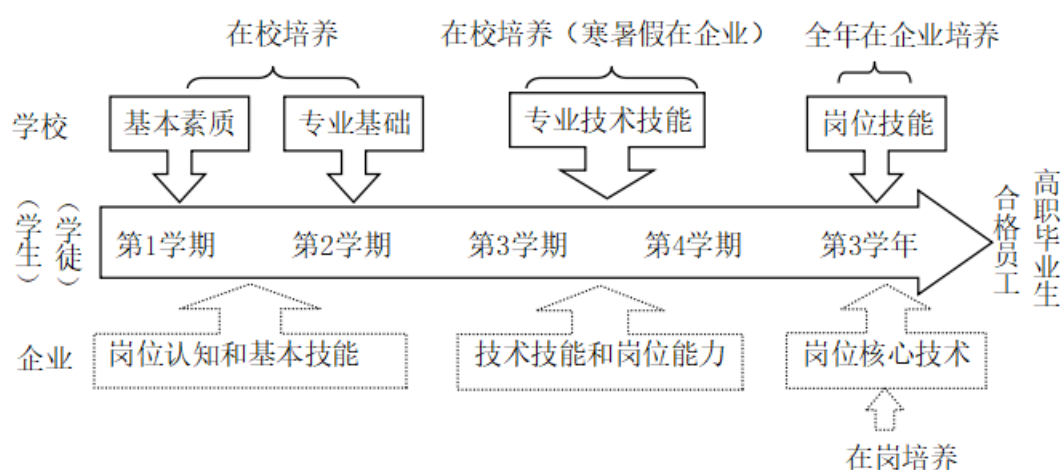 在校培养
在校培养（寒暑假在企业）
全年在企业培养
学校
基本素质
专业基础
专业技术技能
岗位技能
（学生）
（学徒）
第1学期
第2学期
第3学期
第4学期
第3学年
合格员工
高职毕业生
企业
岗位认知和基本技能
技术技能和岗位能力
岗位核心技术
在岗培养